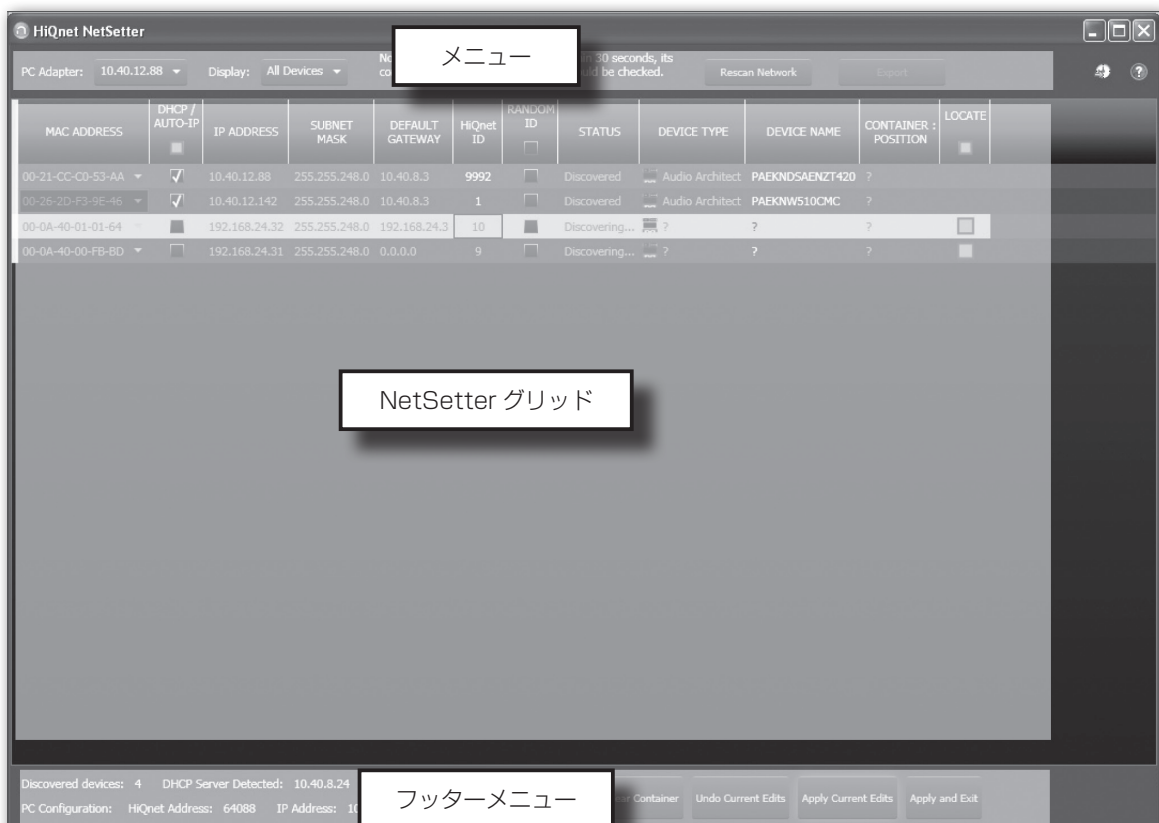 HiQnet NetSetter
メニュー
No
n 30 seconds, its
PC Adapter: 10.40.12.88 Display: All Devices
co
ld be checked.
Rescan Network Export
MAC ADDRESS DHCP / AUTO-IP IP ADDRESS SUBNET MASK DEFAULT GATEWAY HiQnet ID RANDOM ID STATUS DEVICE TYPE DEVICE NAME CONTAINER : POSITION LOCATE
00-21-CC-C0-53-AA 10.40.12.88 255.255.248.0 10.40.8.3 9992 Discovered Audio Architect PAEKNDSAENZT420 ?
00-26-2D-F3-9E-46 10.40.12.142 255.255.248.0 10.40.8.3 1 Discovered Audio Architect PAEKNW510CMC ?
00-0A-40-01-01-64 192.168.24.32 255.255.248.0 192.168.24.3 10 Discovering... ? ? ?
00-0A-40-00-FB-BD 192.168.24.31 255.255.248.0 0.0.0.0 9 Discovering... ? ? ?
NetSetter グリッド
Discovered devices: 4 DHCP Server Detected: 10.40.8.24
フッターメニュー
Container Undo Current Edits Apply Current Edits Apply and Exit
PC Configuration: HiQnet Address: 64088 IP Address: 10